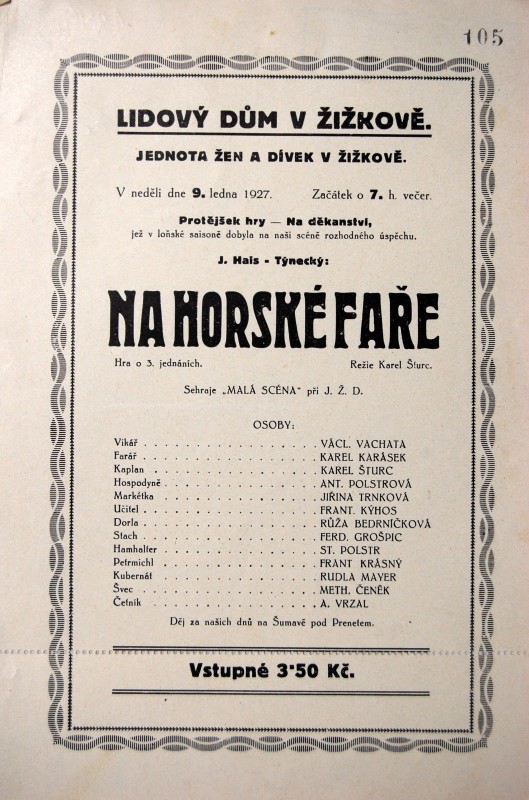 105
LIDOVÝ DŮM V ŽIŽKOVĚ.
JEDNOTA ŽEN A DÍVEK V ŽIŽKOVĚ.
V neděli dne 9. ledna 1927. Začátek o 7. h. večer.
Protějšek hry — Na děkanství,
jež v loňské saisoně dobyla na naší scéně rozhodného úspěchu.
J. Hais - Týnecký:
NA HORSKÉ FAŘE
Hra o 3. jednáních. Režie Karel Šturc.
Sehraje „MALÁ SCÉNA" při J. Ž. D.
OSOBY:
Vikář . . . . . . . . . . . . . VÁCL. VACHATA
Farář . . . . . . . . . . . . . KAREL KARÁSEK
Kaplan . . . . . . . . . . . . KAREL ŠTURC
Hospodyně . . . . . . . . . . . ANT. POLSTROVÁ
Markétka . . . . . . . . . . . JIŘINA TRNKOVÁ
Učitel . . . . . . . . . . . . . FRANT. KÝHOS
Dorla . . . . . . . . . . . . . RŮŽA BEDRNÍČKOVÁ
Stach . . . . . . . . . . . . . FERD. GROŠPIC
Hamhalter . . . . . . . . . . . ST. POLSTR
Petrmichl . . . . . . . . . . . FRANT KRÁSNÝ
Kubernát . . . . . . . . . . . RUDLA MAYER
Švec . . . . . . . . . . . . . METH. ČENĚK
Četník . . . . . . . . . . . . A. VRZAL
Děj za našich dnů na Šumavě pod Prenetem.
Vstupné 3·50 Kč.